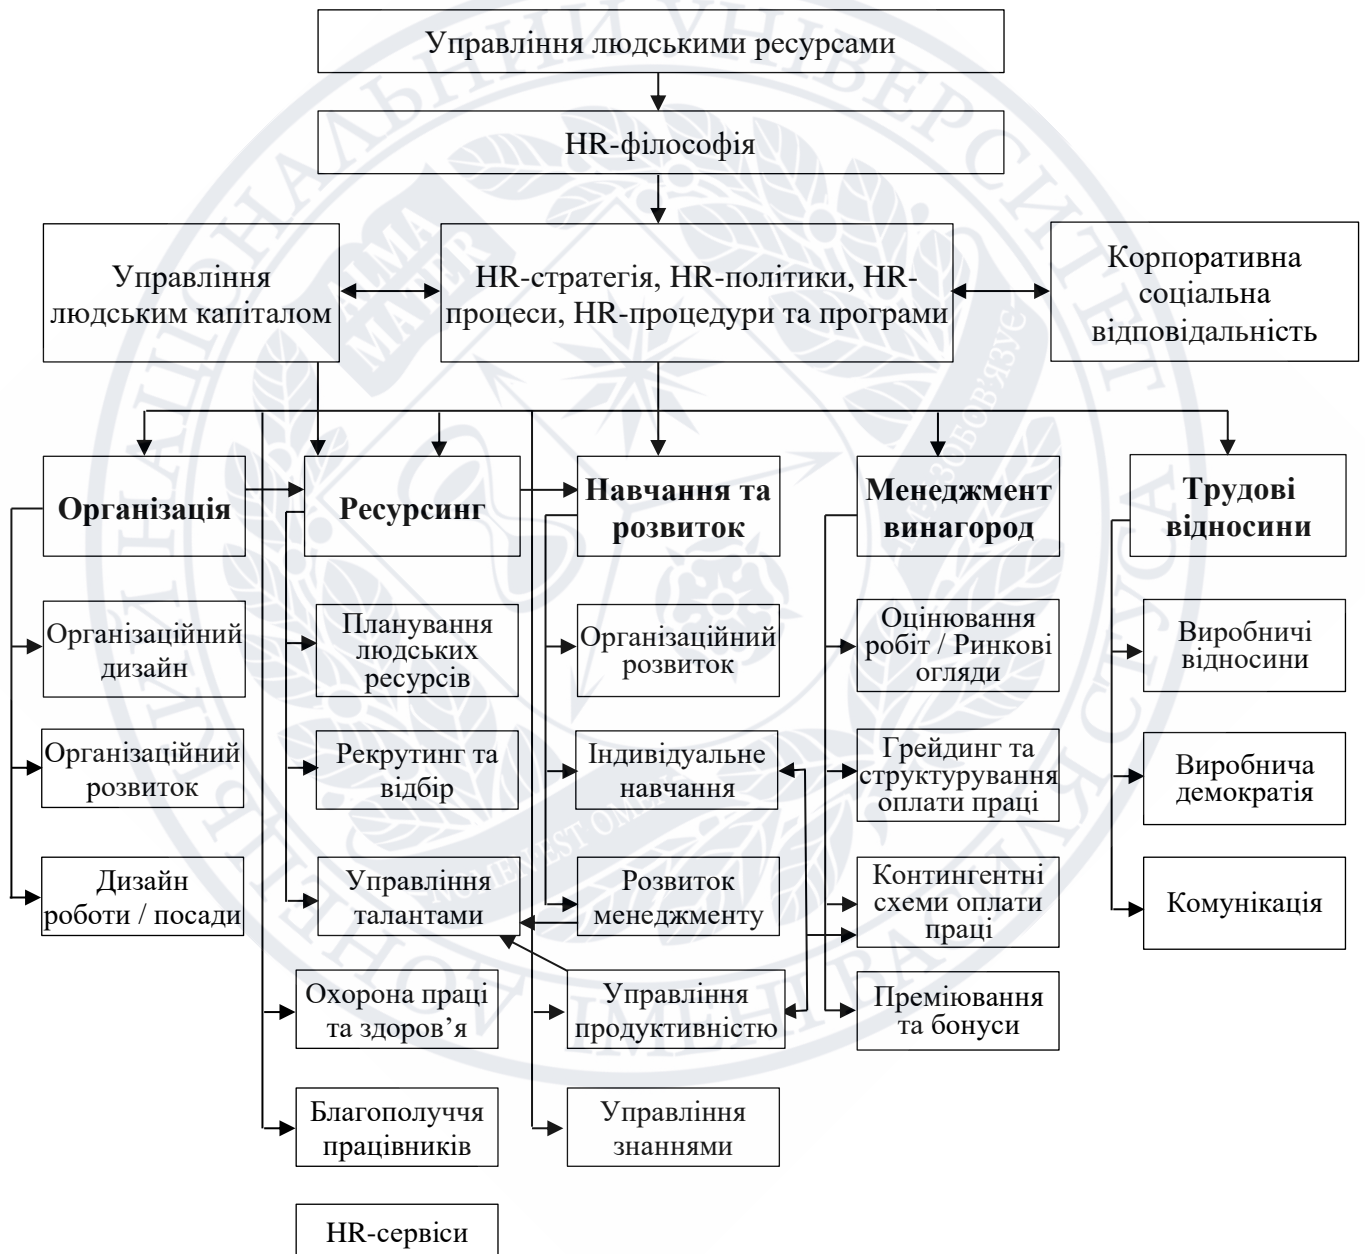 Управління людськими ресурсами
HR-філософія
Управління
людським капіталом
HR-стратегія, HR-політики, HR-
процеси, HR-процедури та програми
Корпоративна
соціальна
відповідальність
Організація
Ресурсинг
Навчання та
розвиток
Менеджмент
винагород
Трудові
відносини
Організаційний
дизайн
Планування
людських
ресурсів
Організаційний
розвиток
Оцінювання
робіт / Ринкові
огляди
Виробничі
відносини
Організаційний
розвиток
Рекрутинг та
відбір
Індивідуальне
навчання
Грейдинг та
структурування
оплати праці
Виробнича
демократія
Дизайн
роботи / посади
Управління
талантами
Розвиток
менеджменту
Контингентні
схеми оплати
праці
Комунікація
Охорона праці
та здоров’я
Управління
продуктивністю
Преміювання
та бонуси
Благополуччя
працівників
Управління
знаннями
HR-сервіси
ALMA
MATER